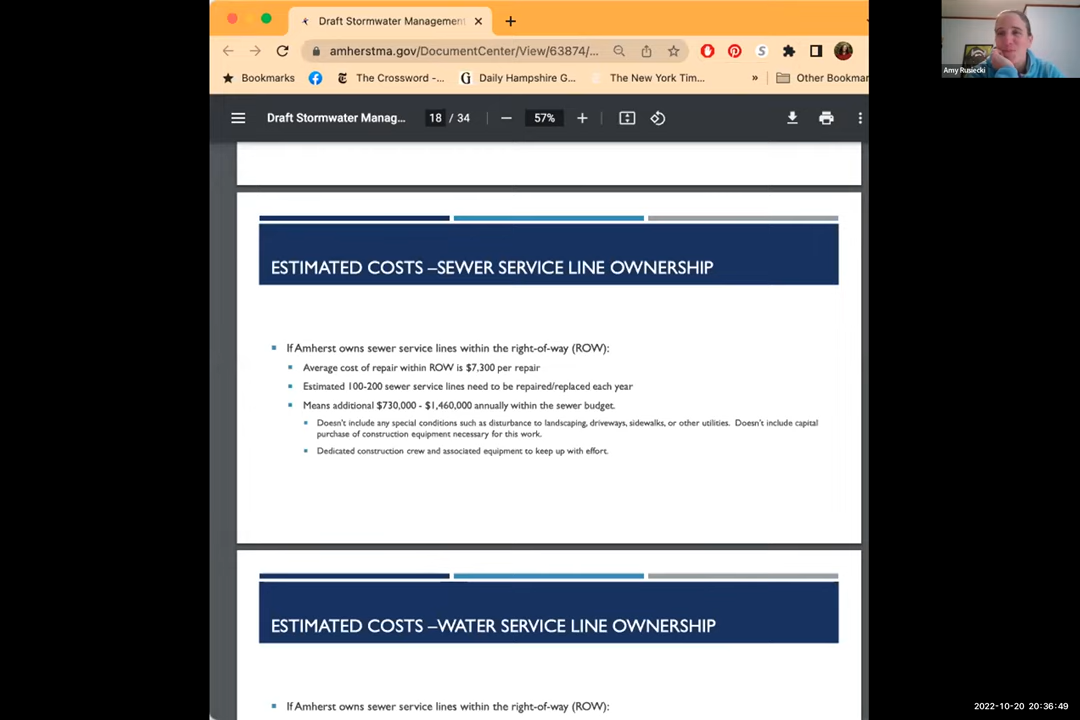 Draft Stormwater Management
amherstma.gov/DocumentCenter/View/63874/...
Bookmarks
The Crossword -...
Daily Hampshire G...
The New York Tim...
»
Other Bookmar
Draft Stormwater Manag...
18 / 34
57%
ESTIMATED COSTS –SEWER SERVICE LINE OWNERSHIP
If Amherst owns sewer service lines within the right-of-way (ROW):
Average cost of repair within ROW is $7,300 per repair
Estimated 100-200 sewer service lines need to be repaired/replaced each year
Means additional $730,000 - $1,460,000 annually within the sewer budget.
Doesn't include any special conditions such as disturbance to landscaping, driveways, sidewalks, or other utilities. Doesn't include capital
purchase of construction equipment necessary for this work.
Dedicated construction crew and associated equipment to keep up with effort.
ESTIMATED COSTS –WATER SERVICE LINE OWNERSHIP
If Amherst owns sewer service lines within the right-of-way (ROW):
Amy Rusiecki
2022-10-20 20:36:49